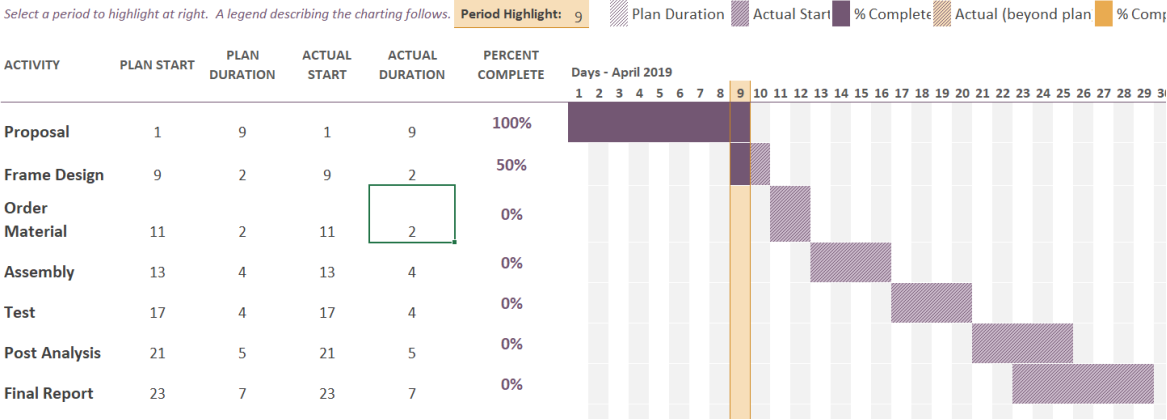 Select a period to highlight at right. A legend describing the charting follows. Period Highlight: 9 Plan Duration Actual Start % Complete Actual (beyond plan % Comp
ACTIVITY PLAN START PLAN DURATION ACTUAL START ACTUAL DURATION PERCENT COMPLETE
Days - April 2019
1 2 3 4 5 6 7 8 9 10 11 12 13 14 15 16 17 18 19 20 21 22 23 24 25 26 27 28 29 30
Proposal 1 9 1 9 100%
Frame Design 9 2 9 2 50%
Order
Material 11 2 11 2 0%
Assembly 13 4 13 4 0%
Test 17 4 17 4 0%
Post Analysis 21 5 21 5 0%
Final Report 23 7 23 7 0%